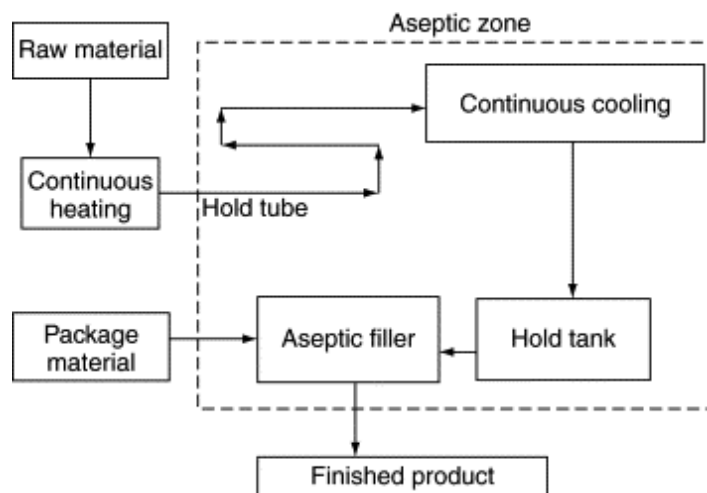 Aseptic zone
Raw material
Continuous cooling
Continuous
heating
Hold tube
Package
material
Aseptic filler
Hold tank
Finished product